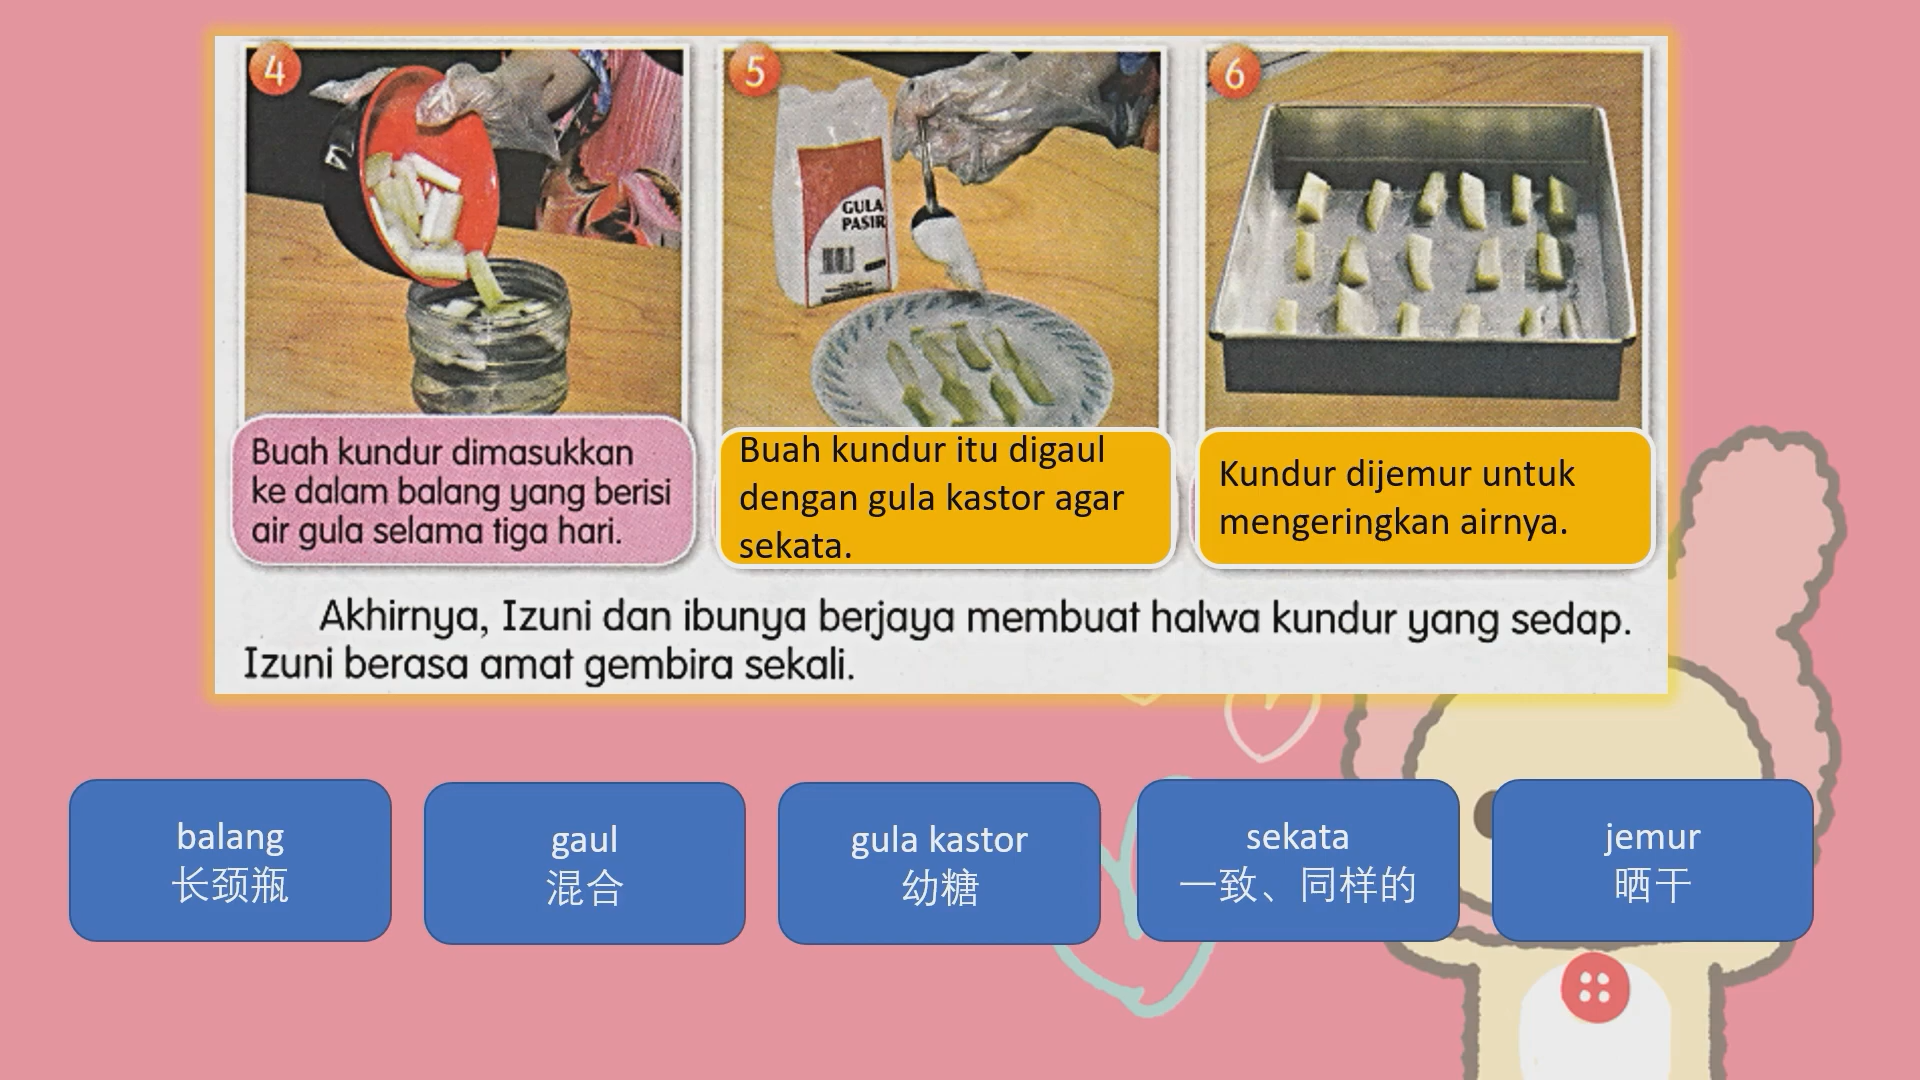 4
Buah kundur dimasukkan
ke dalam balang yang berisi
air gula selama tiga hari.
5
GULA
PASIR
Buah kundur itu digaul
dengan gula kastor agar
sekata.
6
Kundur dijemur untuk
mengeringkan airnya.
Akhirnya, Izuni dan ibunya berjaya membuat halwa kundur yang sedap.
Izuni berasa amat gembira sekali.
balang
长颈瓶
gaul
混合
gula kastor
幼糖
sekata
一致、同样的
jemur
晒干